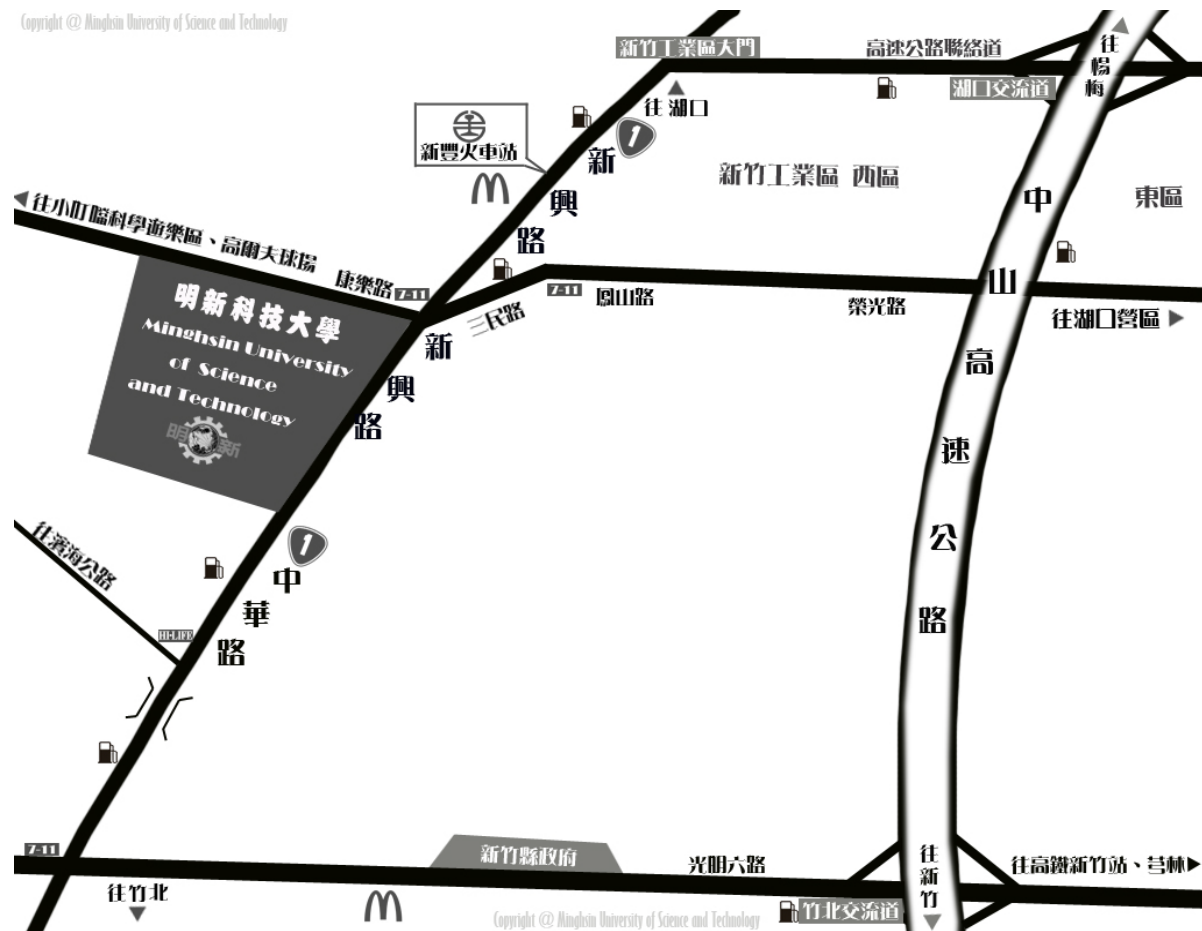 Copyright @ Minghsin University of Science and Technology
新竹工業區大門
高速公路聯絡道
往楊梅
湖口交流道
往湖口
1
新豐火車站
新興路
新竹工業區 西區
東區
往小叮噹科學遊樂區、高爾夫球場
康樂路
7-11
7-11
鳳山路
榮光路
往湖口營區
三民路
明新科技大學
Minghsin University
of Science
and Technology
明新
新興路
中山高速公路
往濱海公路
1
中華路
HI-LIFE
7-11
新竹縣政府
光明六路
往新竹
往高鐵新竹站、芎林
往竹北
竹北交流道
Copyright @ Minghsin University of Science and Technology